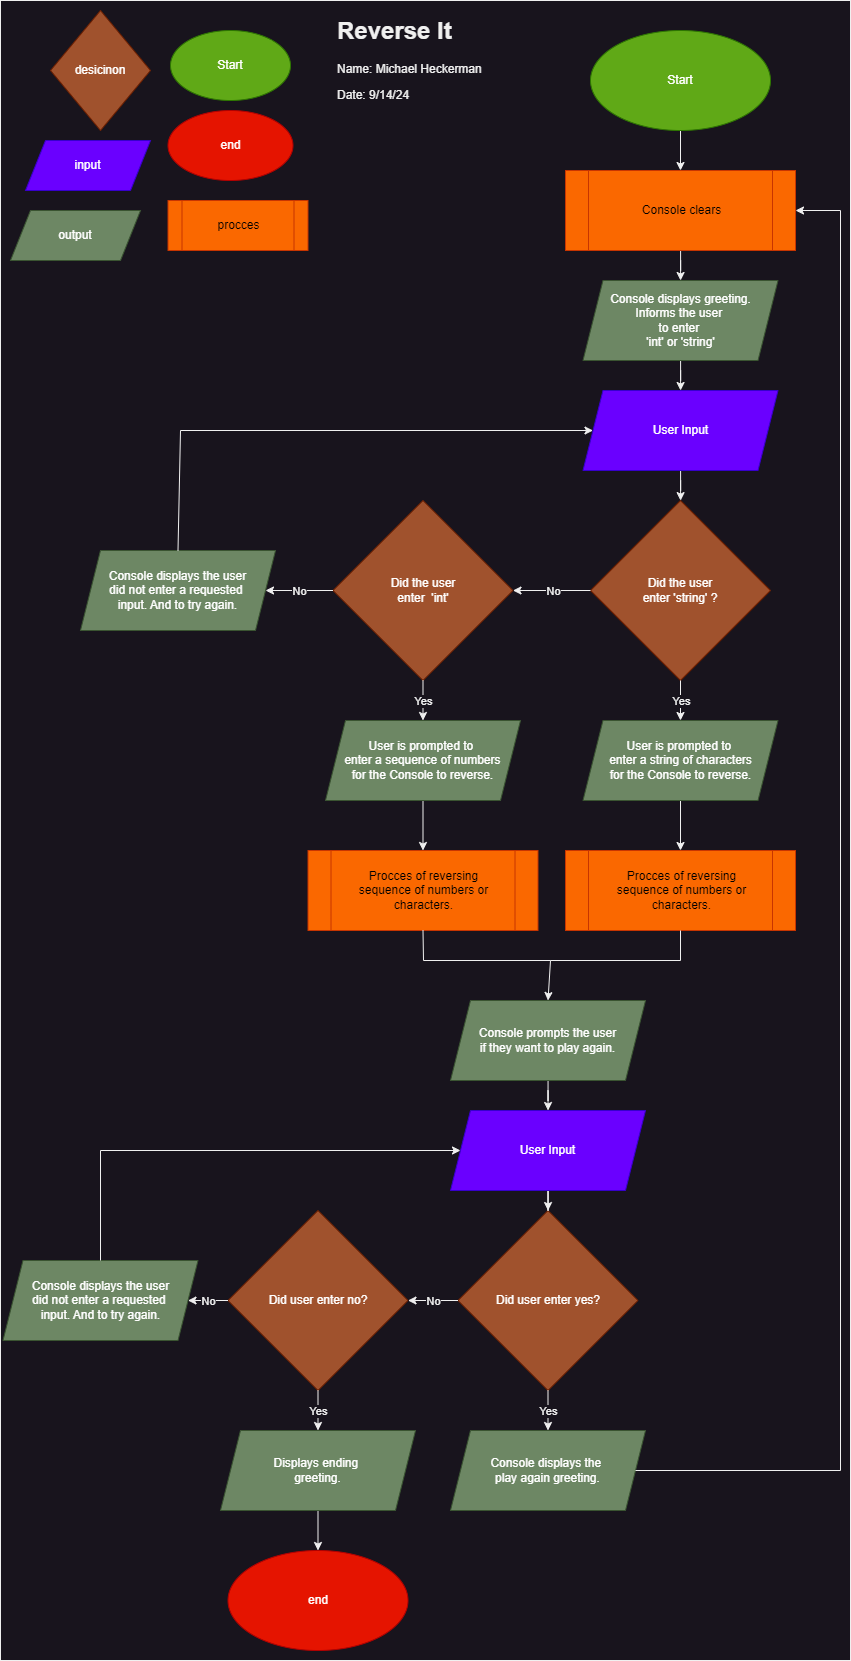 Reverse It
Name: Michael Heckerman
Date: 9/14/24
desicinon
Start
end
input
output
procces
Start
Console clears
Console displays greeting.
Informs the user
to enter
'int' or 'string'
User Input
Did the user
enter 'string' ?
No
Did the user
enter 'int'
No
Console displays the user
did not enter a requested
input. And to try again.
Yes
Yes
User is prompted to
enter a sequence of numbers
for the Console to reverse.
User is prompted to
enter a string of characters
for the Console to reverse.
Procces of reversing
sequence of numbers or
characters.
Procces of reversing
sequence of numbers or
characters.
Console prompts the user
if they want to play again.
User Input
Did user enter yes?
No
Did user enter no?
No
Console displays the user
did not enter a requested
input. And to try again.
Yes
Yes
Displays ending
greeting.
Console displays the
play again greeting.
end